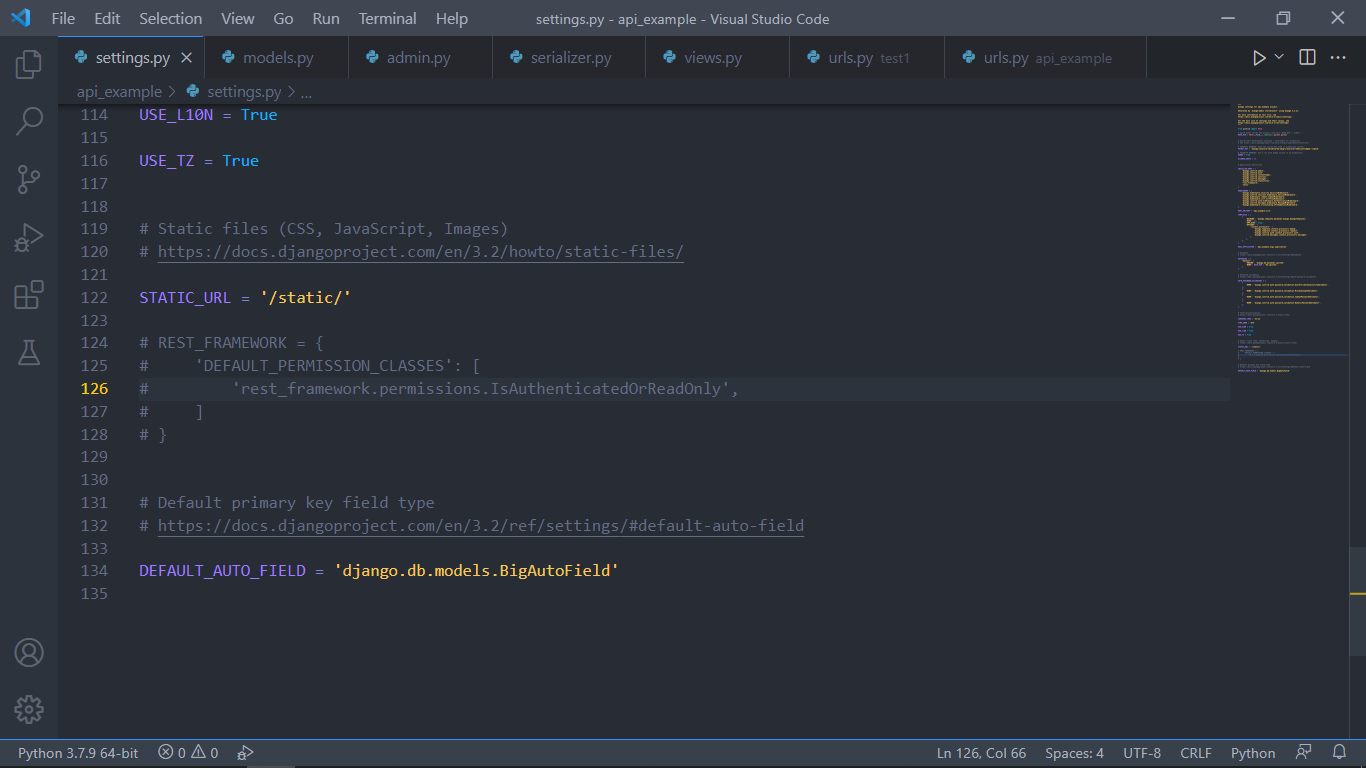 File Edit Selection View Go Run Terminal Help settings.py - api_example - Visual Studio Code
settings.py models.py admin.py serializer.py views.py urls.py test1 urls.py api_example
api_example > settings.py > ...
114 USE_L10N = True
115
116 USE_TZ = True
117
118
119 # Static files (CSS, JavaScript, Images)
120 # https://docs.djangoproject.com/en/3.2/howto/static-files/
121
122 STATIC_URL = '/static/'
123
124 # REST_FRAMEWORK = {
125 #     'DEFAULT_PERMISSION_CLASSES': [
126 #         'rest_framework.permissions.IsAuthenticatedOrReadOnly',
127 #     ]
128 # }
129
130
131 # Default primary key field type
132 # https://docs.djangoproject.com/en/3.2/ref/settings/#default-auto-field
133
134 DEFAULT_AUTO_FIELD = 'django.db.models.BigAutoField'
135
Python 3.7.9 64-bit 0 0 Ln 126, Col 66 Spaces: 4 UTF-8 CRLF Python